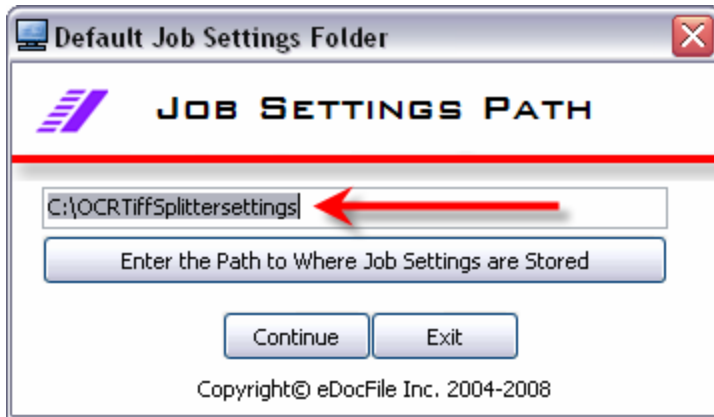 Default Job Settings Folder
JOB SETTINGS PATH
C:\OCRTiffSplittersettings
Enter the Path to Where Job Settings are Stored
Continue Exit
Copyright© eDocFile Inc. 2004-2008